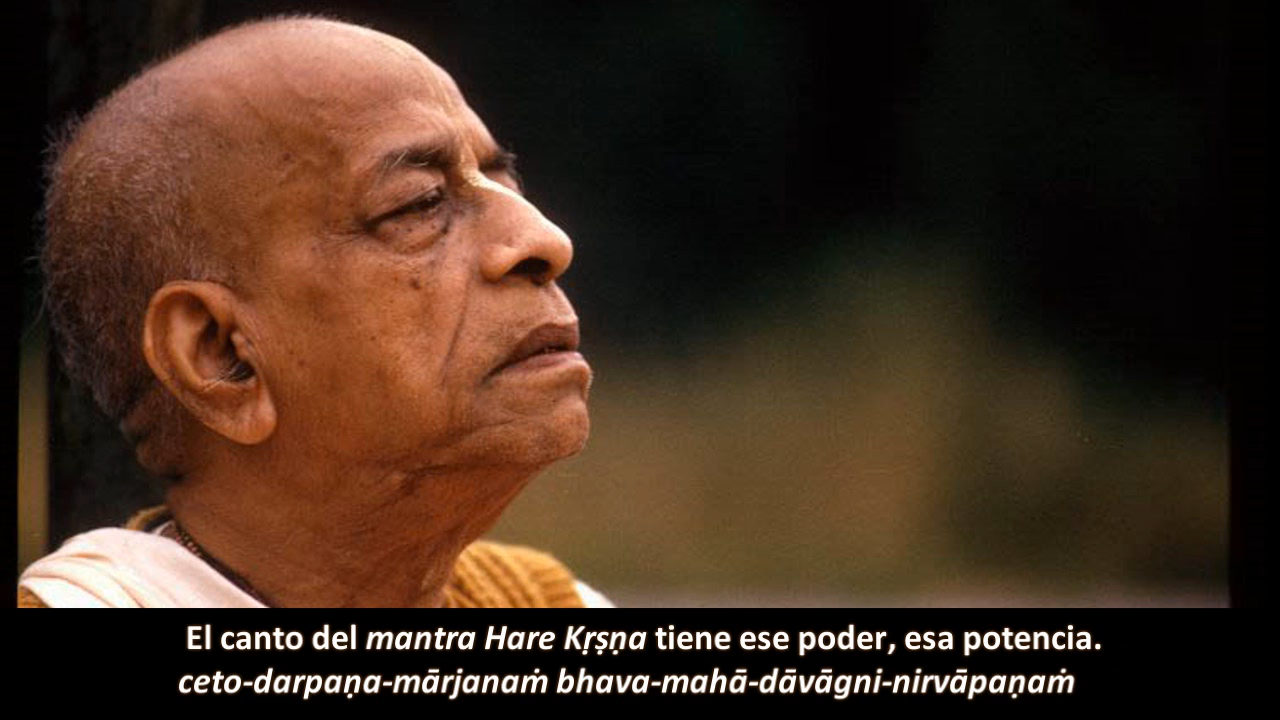 El canto del mantra Hare Kṛṣṇa tiene ese poder, esa potencia.
ceto-darpaṇa-mārjanaṁ bhava-mahā-dāvāgni-nirvāpaṇaṁ